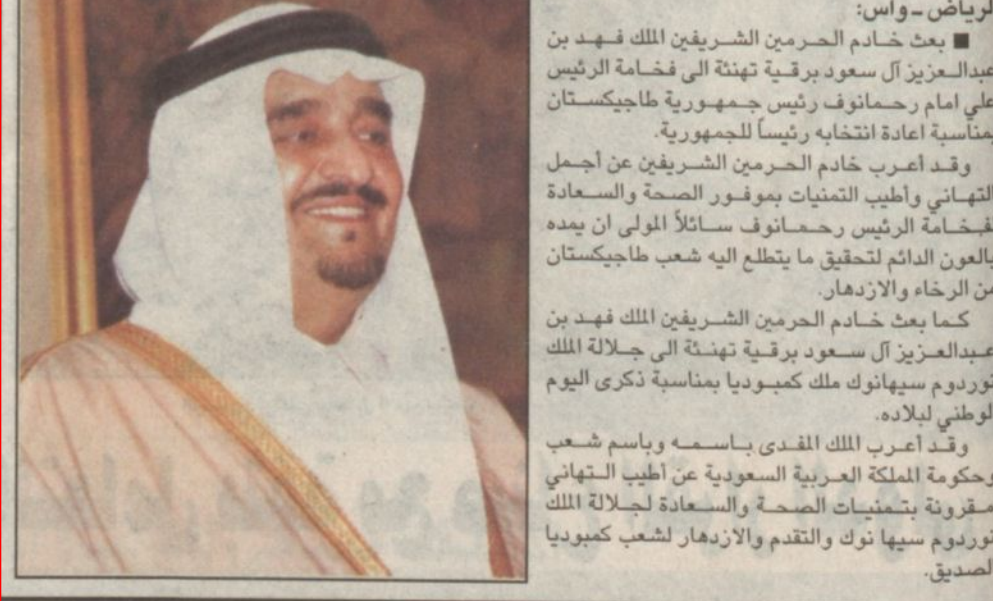 لرياض ـ واس:
■ بعث خادم الحرمين الشريفين الملك فهد بن
عبدالعزيز آل سعود برقية تهنئة الى فخامة الرئيس
علي امام رحمانوف رئيس جمهورية طاجيكستان
بمناسبة اعادة انتخابه رئيساً للجمهورية.
وقد أعرب خادم الحرمين الشريفين عن أجمل
التهاني وأطيب التمنيات بموفور الصحة والسعادة
لفخامة الرئيس رحمانوف سائلاً المولى ان يمده
بالعون الدائم لتحقيق ما يتطلع اليه شعب طاجيكستان
من الرخاء والازدهار.
كما بعث خادم الحرمين الشريفين الملك فهد بن
عبدالعزيز آل سعود برقية تهنئة الى جلالة الملك
نوردوم سيهانوك ملك كمبوديا بمناسبة ذكرى اليوم
لوطني لبلاده.
وقد أعرب الملك المفدى باسمه وباسم شعب
وحكومة المملكة العربية السعودية عن أطيب التهاني
مقرونة بتمنيات الصحة والسعادة لجلالة الملك
نوردوم سيها نوك والتقدم والازدهار لشعب كمبوديا
لصديق.